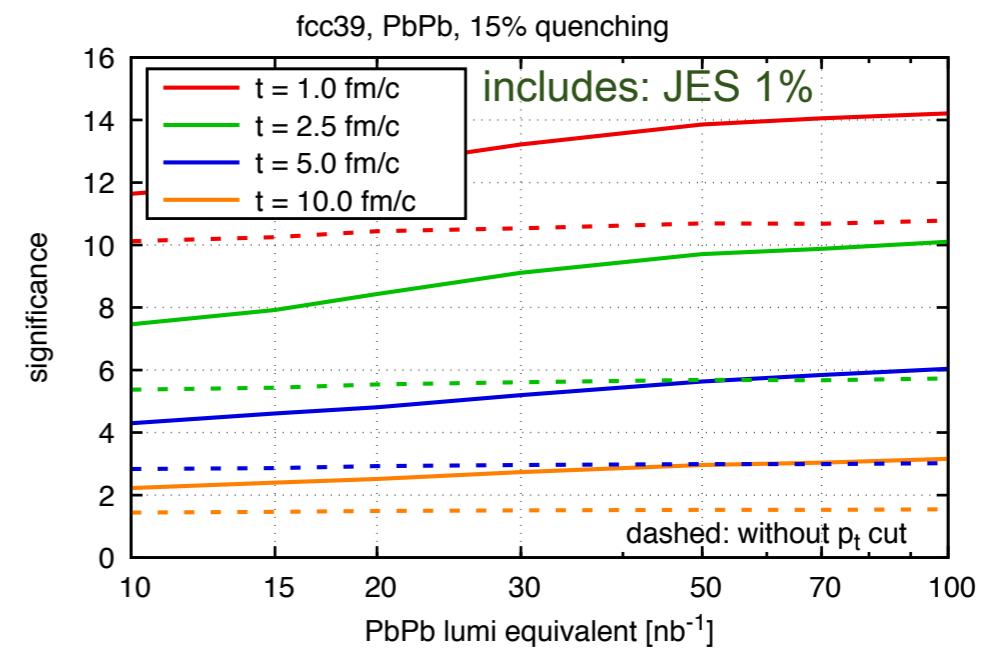 fcc39, PbPb, 15% quenching
includes: JES 1%
t = 1.0 fm/c
t = 2.5 fm/c
t = 5.0 fm/c
t = 10.0 fm/c
16
14
12
10
8
6
4
2
0
significance
dashed: without pt cut
10 15 20 30 50 70 100
PbPb lumi equivalent [nb-1]